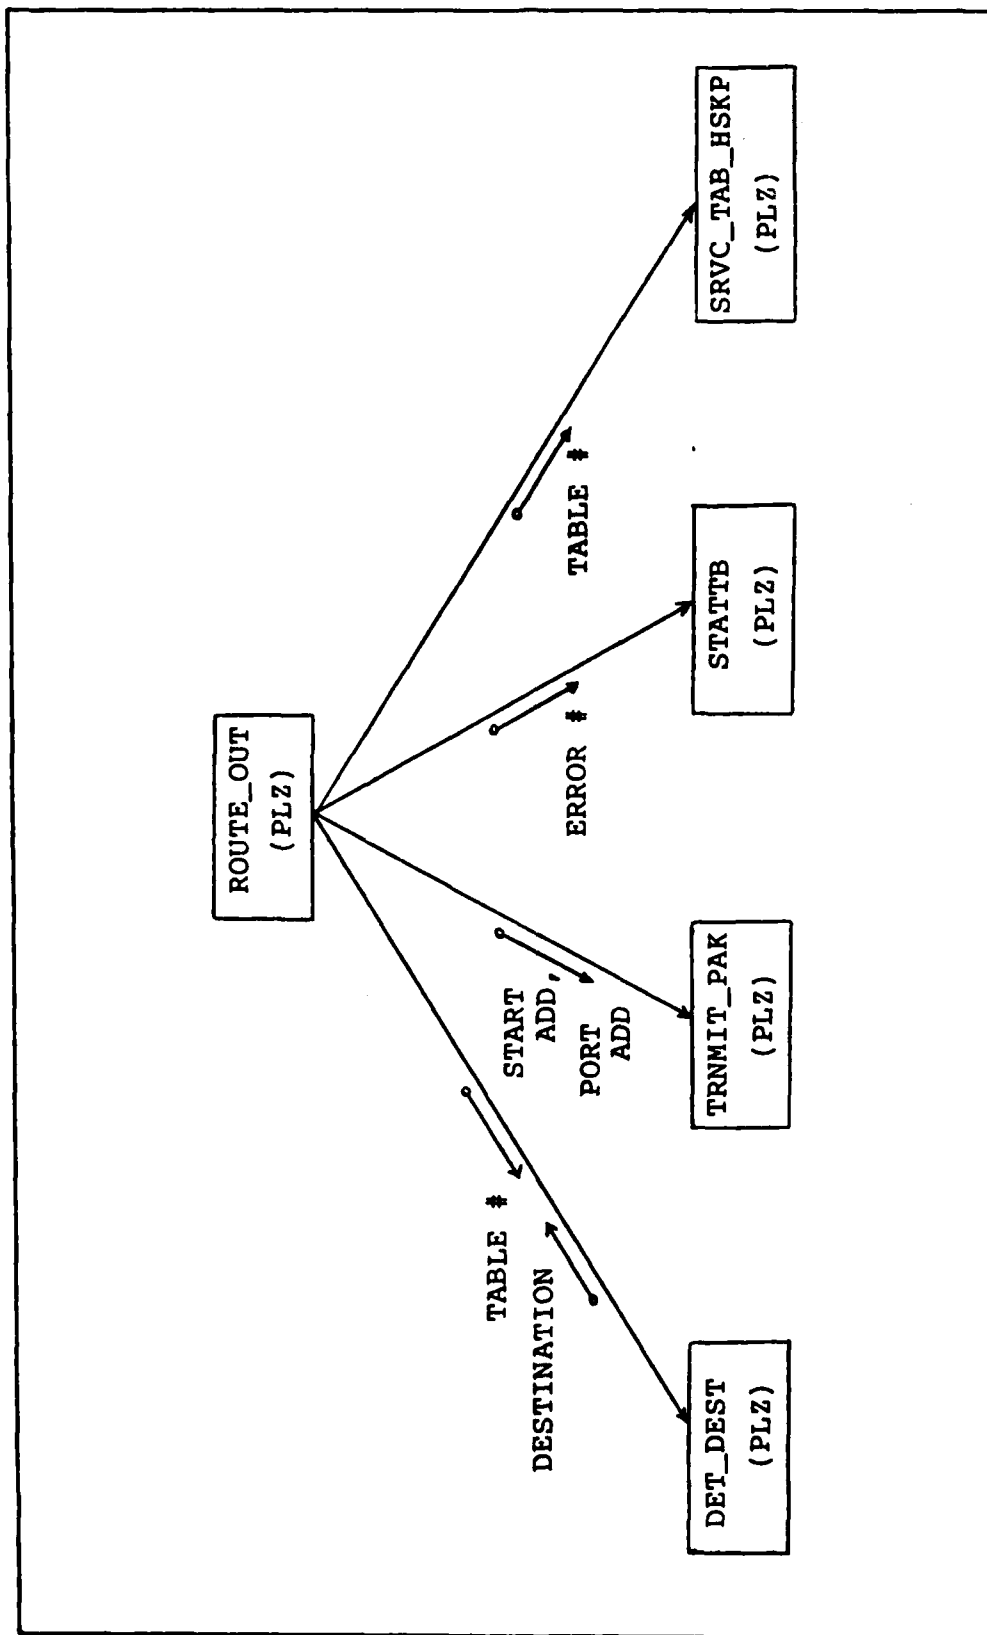 ROUTE_OUT
(PLZ)
TABLE #
DESTINATION
START
ADD,
PORT
ADD
ERROR #
TABLE #
DET_DEST
(PLZ)
TRNMIT_PAK
(PLZ)
STATTB
(PLZ)
SRVC_TAB_HSKP
(PLZ)